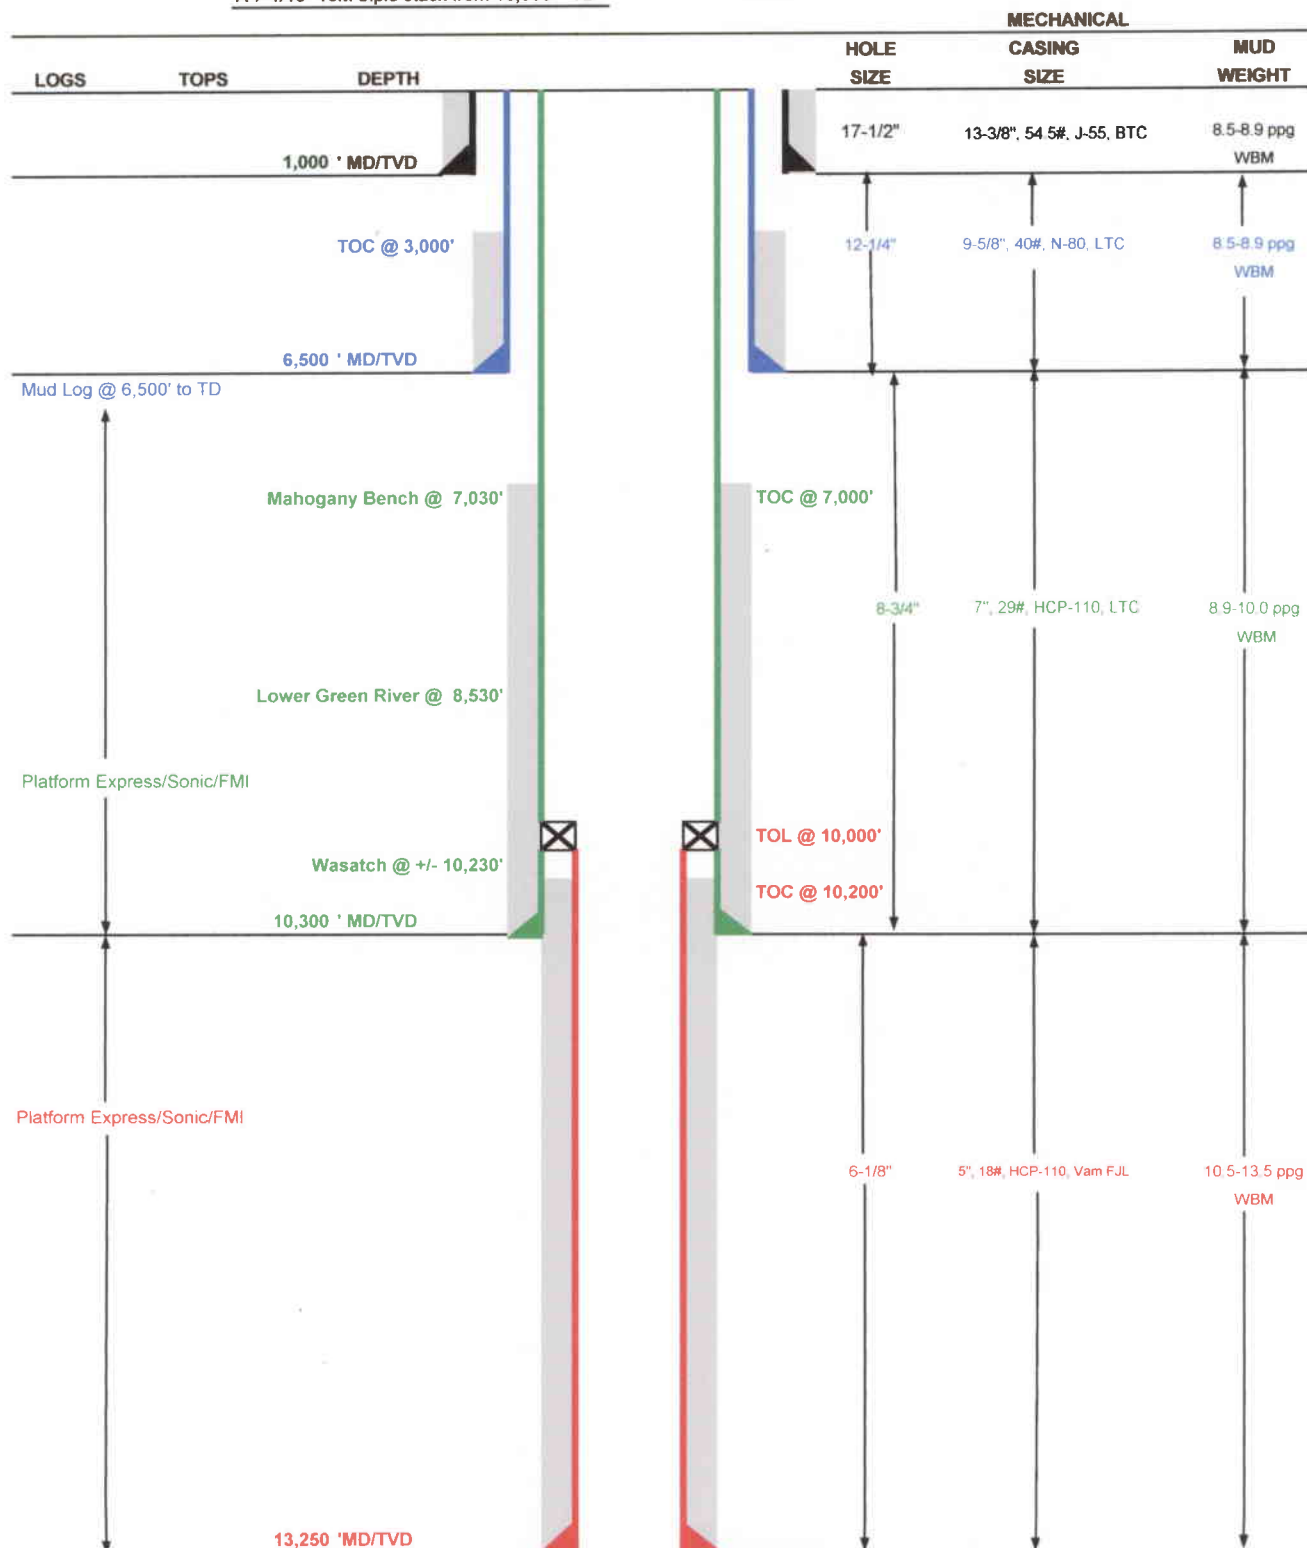 MECHANICAL
HOLE CASING MUD
LOGS TOPS DEPTH SIZE SIZE WEIGHT
17-1/2" 13-3/8", 54.5#, J-55, BTC 8.5-8.9 ppg
WBM
1,000 ' MD/TVD
TOC @ 3,000' 12-1/4" 9-5/8", 40#, N-80, LTC 8.5-8.9 ppg
WBM
6,500 ' MD/TVD
Mud Log @ 6,500' to TD
Mahogany Bench @ 7,030' TOC @ 7,000'
8-3/4" 7", 29#, HCP-110, LTC 8.9-10.0 ppg
WBM
Lower Green River @ 8,530'
Platform Express/Sonic/FMI
TOL @ 10,000'
Wasatch @ +/- 10,230'
TOC @ 10,200'
10,300 ' MD/TVD
Platform Express/Sonic/FMI
6-1/8" 5", 18#, HCP-110, Vam FJL 10.5-13.5 ppg
WBM
13,250 'MD/TVD